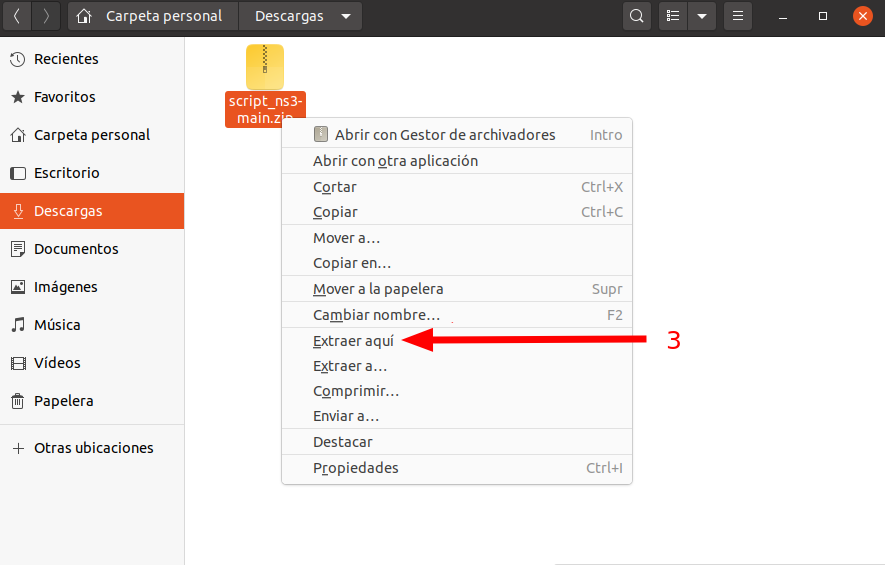 Carpeta personal Descargas
Recientes
Favoritos
Carpeta personal
Escritorio
Descargas
Documentos
Imágenes
Música
Vídeos
Papelera
Otras ubicaciones
script_ns3-
main.zip
Abrir con Gestor de archivadores Intro
Abrir con otra aplicación
Cortar Ctrl+X
Copiar Ctrl+C
Mover a…
Copiar en…
Mover a la papelera Supr
Cambiar nombre… F2
Extraer aquí
Extraer a…
Comprimir…
Enviar a…
Destacar
Propiedades Ctrl+I
3